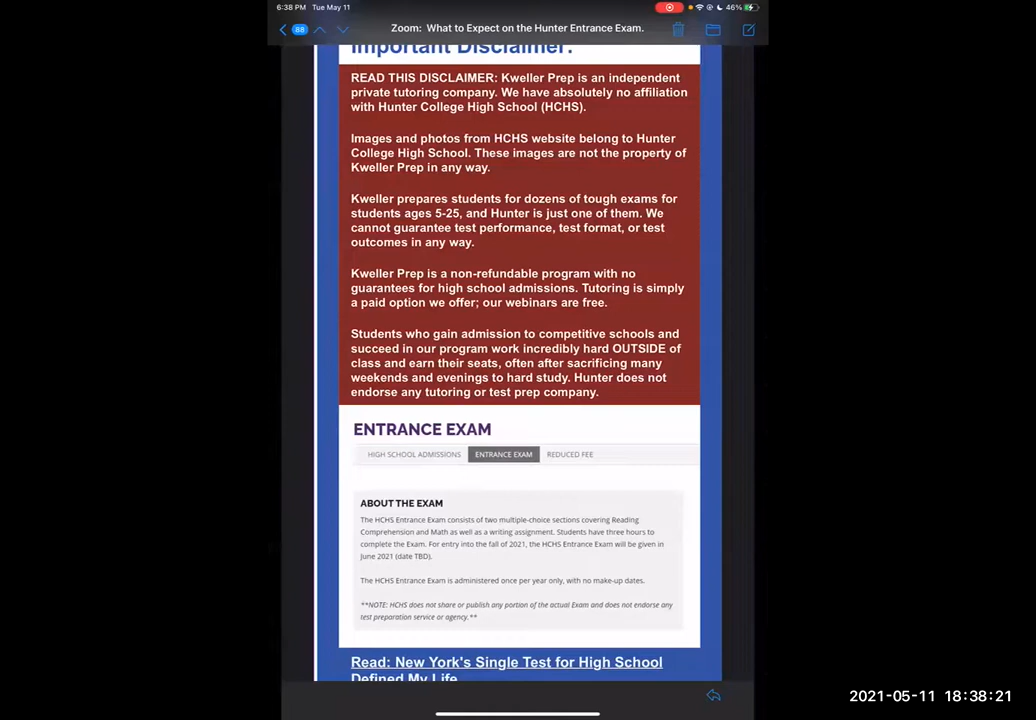 6:38 PM Tue May 11
46%
88
Zoom: What to Expect on the Hunter Entrance Exam.
Important Disclaimer:
READ THIS DISCLAIMER: Kweller Prep is an independent
private tutoring company. We have absolutely no affiliation
with Hunter College High School (HCHS).
Images and photos from HCHS website belong to Hunter
College High School. These images are not the property of
Kweller Prep in any way.
Kweller prepares students for dozens of tough exams for
students ages 5-25, and Hunter is just one of them. We
cannot guarantee test performance, test format, or test
outcomes in any way.
Kweller Prep is a non-refundable program with no
guarantees for high school admissions. Tutoring is simply
a paid option we offer; our webinars are free.
Students who gain admission to competitive schools and
succeed in our program work incredibly hard OUTSIDE of
class and earn their seats, often after sacrificing many
weekends and evenings to hard study. Hunter does not
endorse any tutoring or test prep company.
ENTRANCE EXAM
HIGH SCHOOL ADMISSIONS ENTRANCE EXAM REDUCED FEE
ABOUT THE EXAM
The HCHS Entrance Exam consists of two multiple-choice sections covering Reading
Comprehension and Math as well as a writing assignment. Students have three hours to
complete the Exam. For entry into the fall of 2021, the HCHS Entrance Exam will be given in
June 2021 (date TBD).
The HCHS Entrance Exam is administered once per year only, with no make-up dates.
**NOTE: HCHS does not share or publish any portion of the actual Exam and does not endorse any
test preparation service or agency.**
Read: New York's Single Test for High School
Defined My Life
2021-05-11 18:38:21